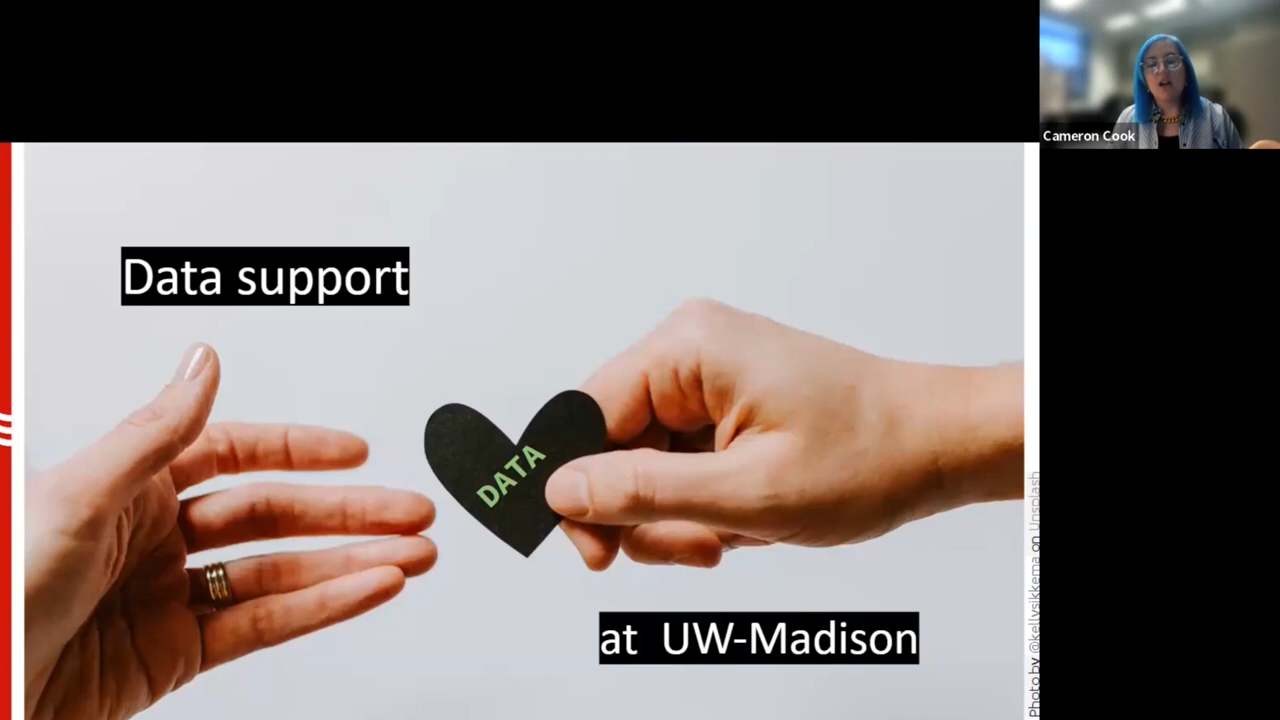 Cameron Cook
Data support
DATA
at UW-Madison
Photo by @kellysikkema on Unsplash